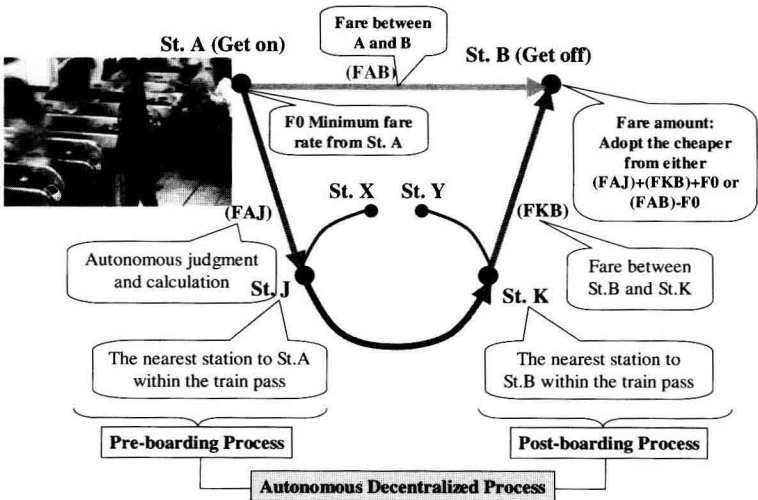 Fare between
A and B
St. A (Get on)
St. B (Get off)
(FAB)
F0 Minimum fare
rate from St. A
Fare amount:
Adopt the cheaper
from either
(FAJ)+(FKB)+F0 or
(FAB)-F0
St. X
St. Y
(FAJ)
(FKB)
Autonomous judgment
and calculation
St. J
St. K
Fare between
St.B and St.K
The nearest station to St.A
within the train pass
The nearest station to
St.B within the train pass
Pre-boarding Process
Post-boarding Process
Autonomous Decentralized Process